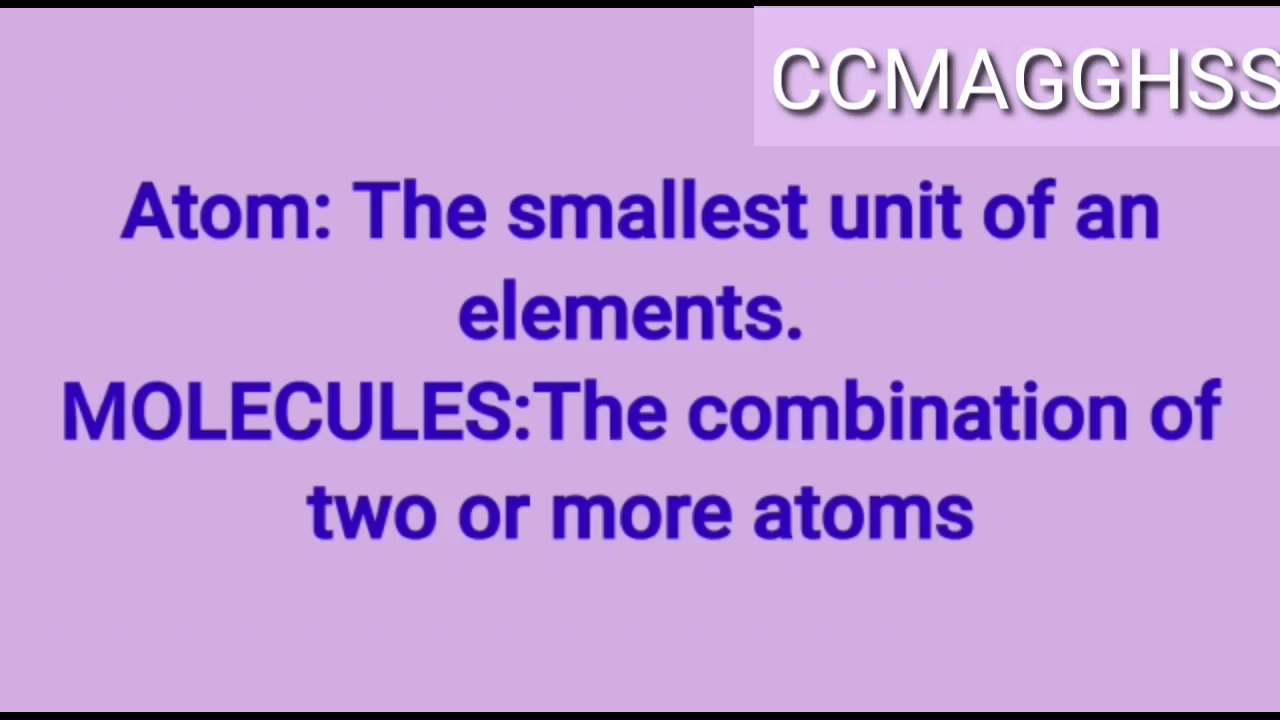 CCMAGGHSS
Atom: The smallest unit of an
elements.
MOLECULES:The combination of
two or more atoms